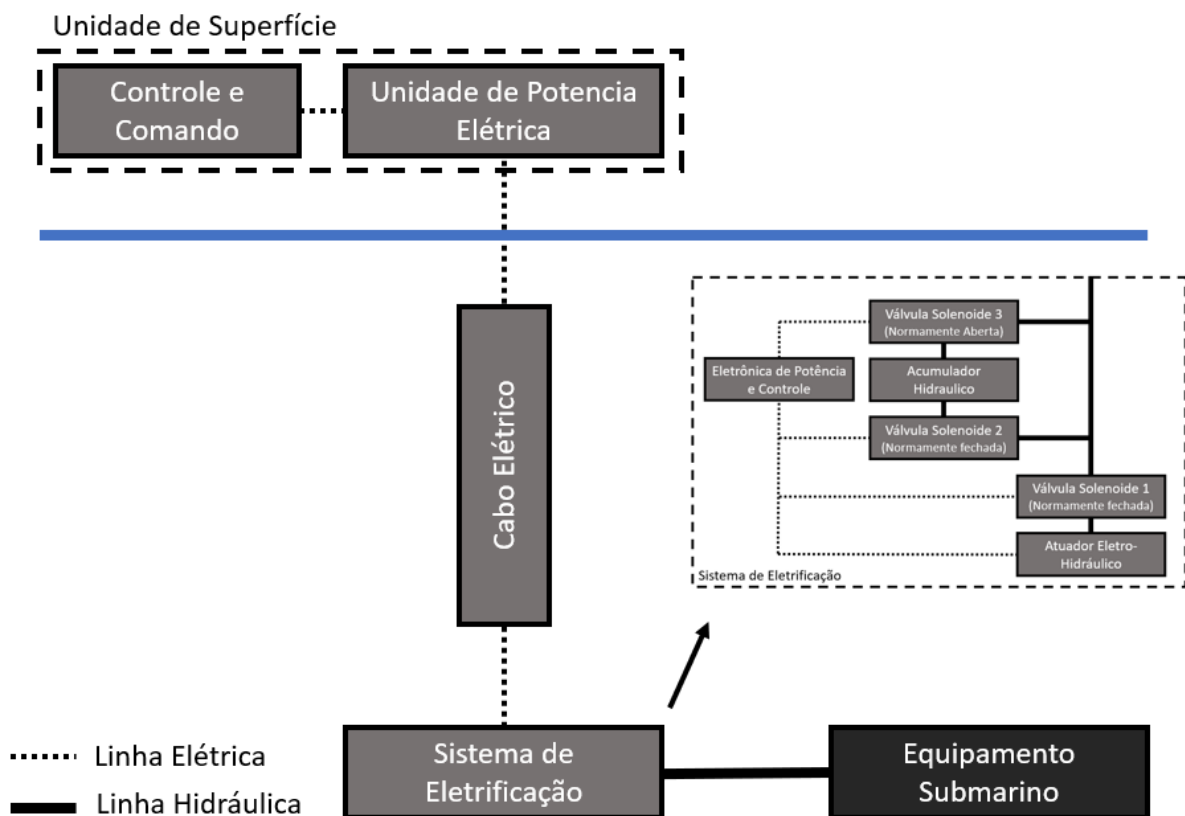 Unidade de Superfície
Controle e
Comando
Unidade de Potencia
Elétrica
Cabo Elétrico
Válvula Solenoide 3
(Normamente Aberta)
Eletrônica de Potência
e Controle
Acumulador
Hidraulico
Válvula Solenoide 2
(Normamente fechada)
Válvula Solenoide 1
(Normamente fechada)
Atuador Eletro-
Hidráulico
Sistema de Eletrificação
Sistema de
Eletrificação
Equipamento
Submarino
Linha Elétrica
Linha Hidráulica